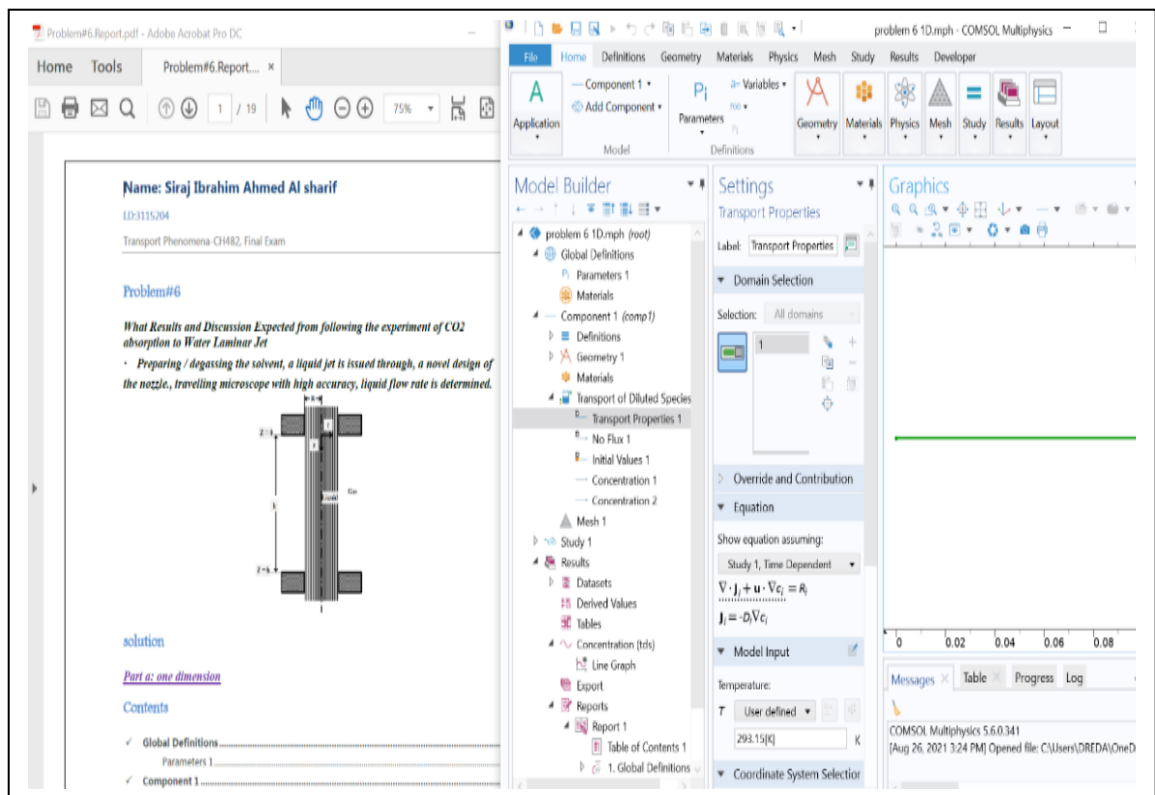 Problem#6.Report.pdf - Adobe Acrobat Pro DC
Home Tools Problem#6.Report.... ×
1 / 19 75%
Name: Siraj Ibrahim Ahmed Al sharif
I.D:3115204
Transport Phenomena-CH482, Final Exam
Problem#6
What Results and Discussion Expected from following the experiment of CO2
absorption to Water Laminar Jet
· Preparing / degassing the solvent, a liquid jet is issued through, a novel design of
the nozzle., travelling microscope with high accuracy, liquid flow rate is determined.
solution
Part a: one dimension
Contents
✓ Global Definitions
Parameters 1
✓ Component 1
problem 6 1D.mph - COMSOL Multiphysics
File Home Definitions Geometry Materials Physics Mesh Study Results Developer
A Application
Component 1
Add Component
Model
Pi Parameters
a= Variables
Definitions
Geometry Materials Physics Mesh Study Results Layout
Model Builder
problem 6 1D.mph (root)
Global Definitions
Parameters 1
Materials
Component 1 (comp1)
Definitions
Geometry 1
Materials
Transport of Diluted Species
Transport Properties 1
No Flux 1
Initial Values 1
Concentration 1
Concentration 2
Mesh 1
Study 1
Results
Datasets
Derived Values
Tables
Concentration (tds)
Line Graph
Export
Reports
Report 1
Table of Contents 1
1. Global Definitions
Settings
Transport Properties
Label: Transport Properties
Domain Selection
Selection: All domains
1
Override and Contribution
Equation
Show equation assuming:
Study 1, Time Dependent
∇·Jᵢ + u·∇cᵢ = Rᵢ
Jᵢ = -Dᵢ∇cᵢ
Model Input
Temperature:
T User defined
293.15[K] K
Coordinate System Selection
Graphics
0 0.02 0.04 0.06 0.08
Messages × Table × Progress Log
COMSOL Multiphysics 5.6.0.341
[Aug 26, 2021 3:24 PM] Opened file: C:\Users\DREDA\OneD